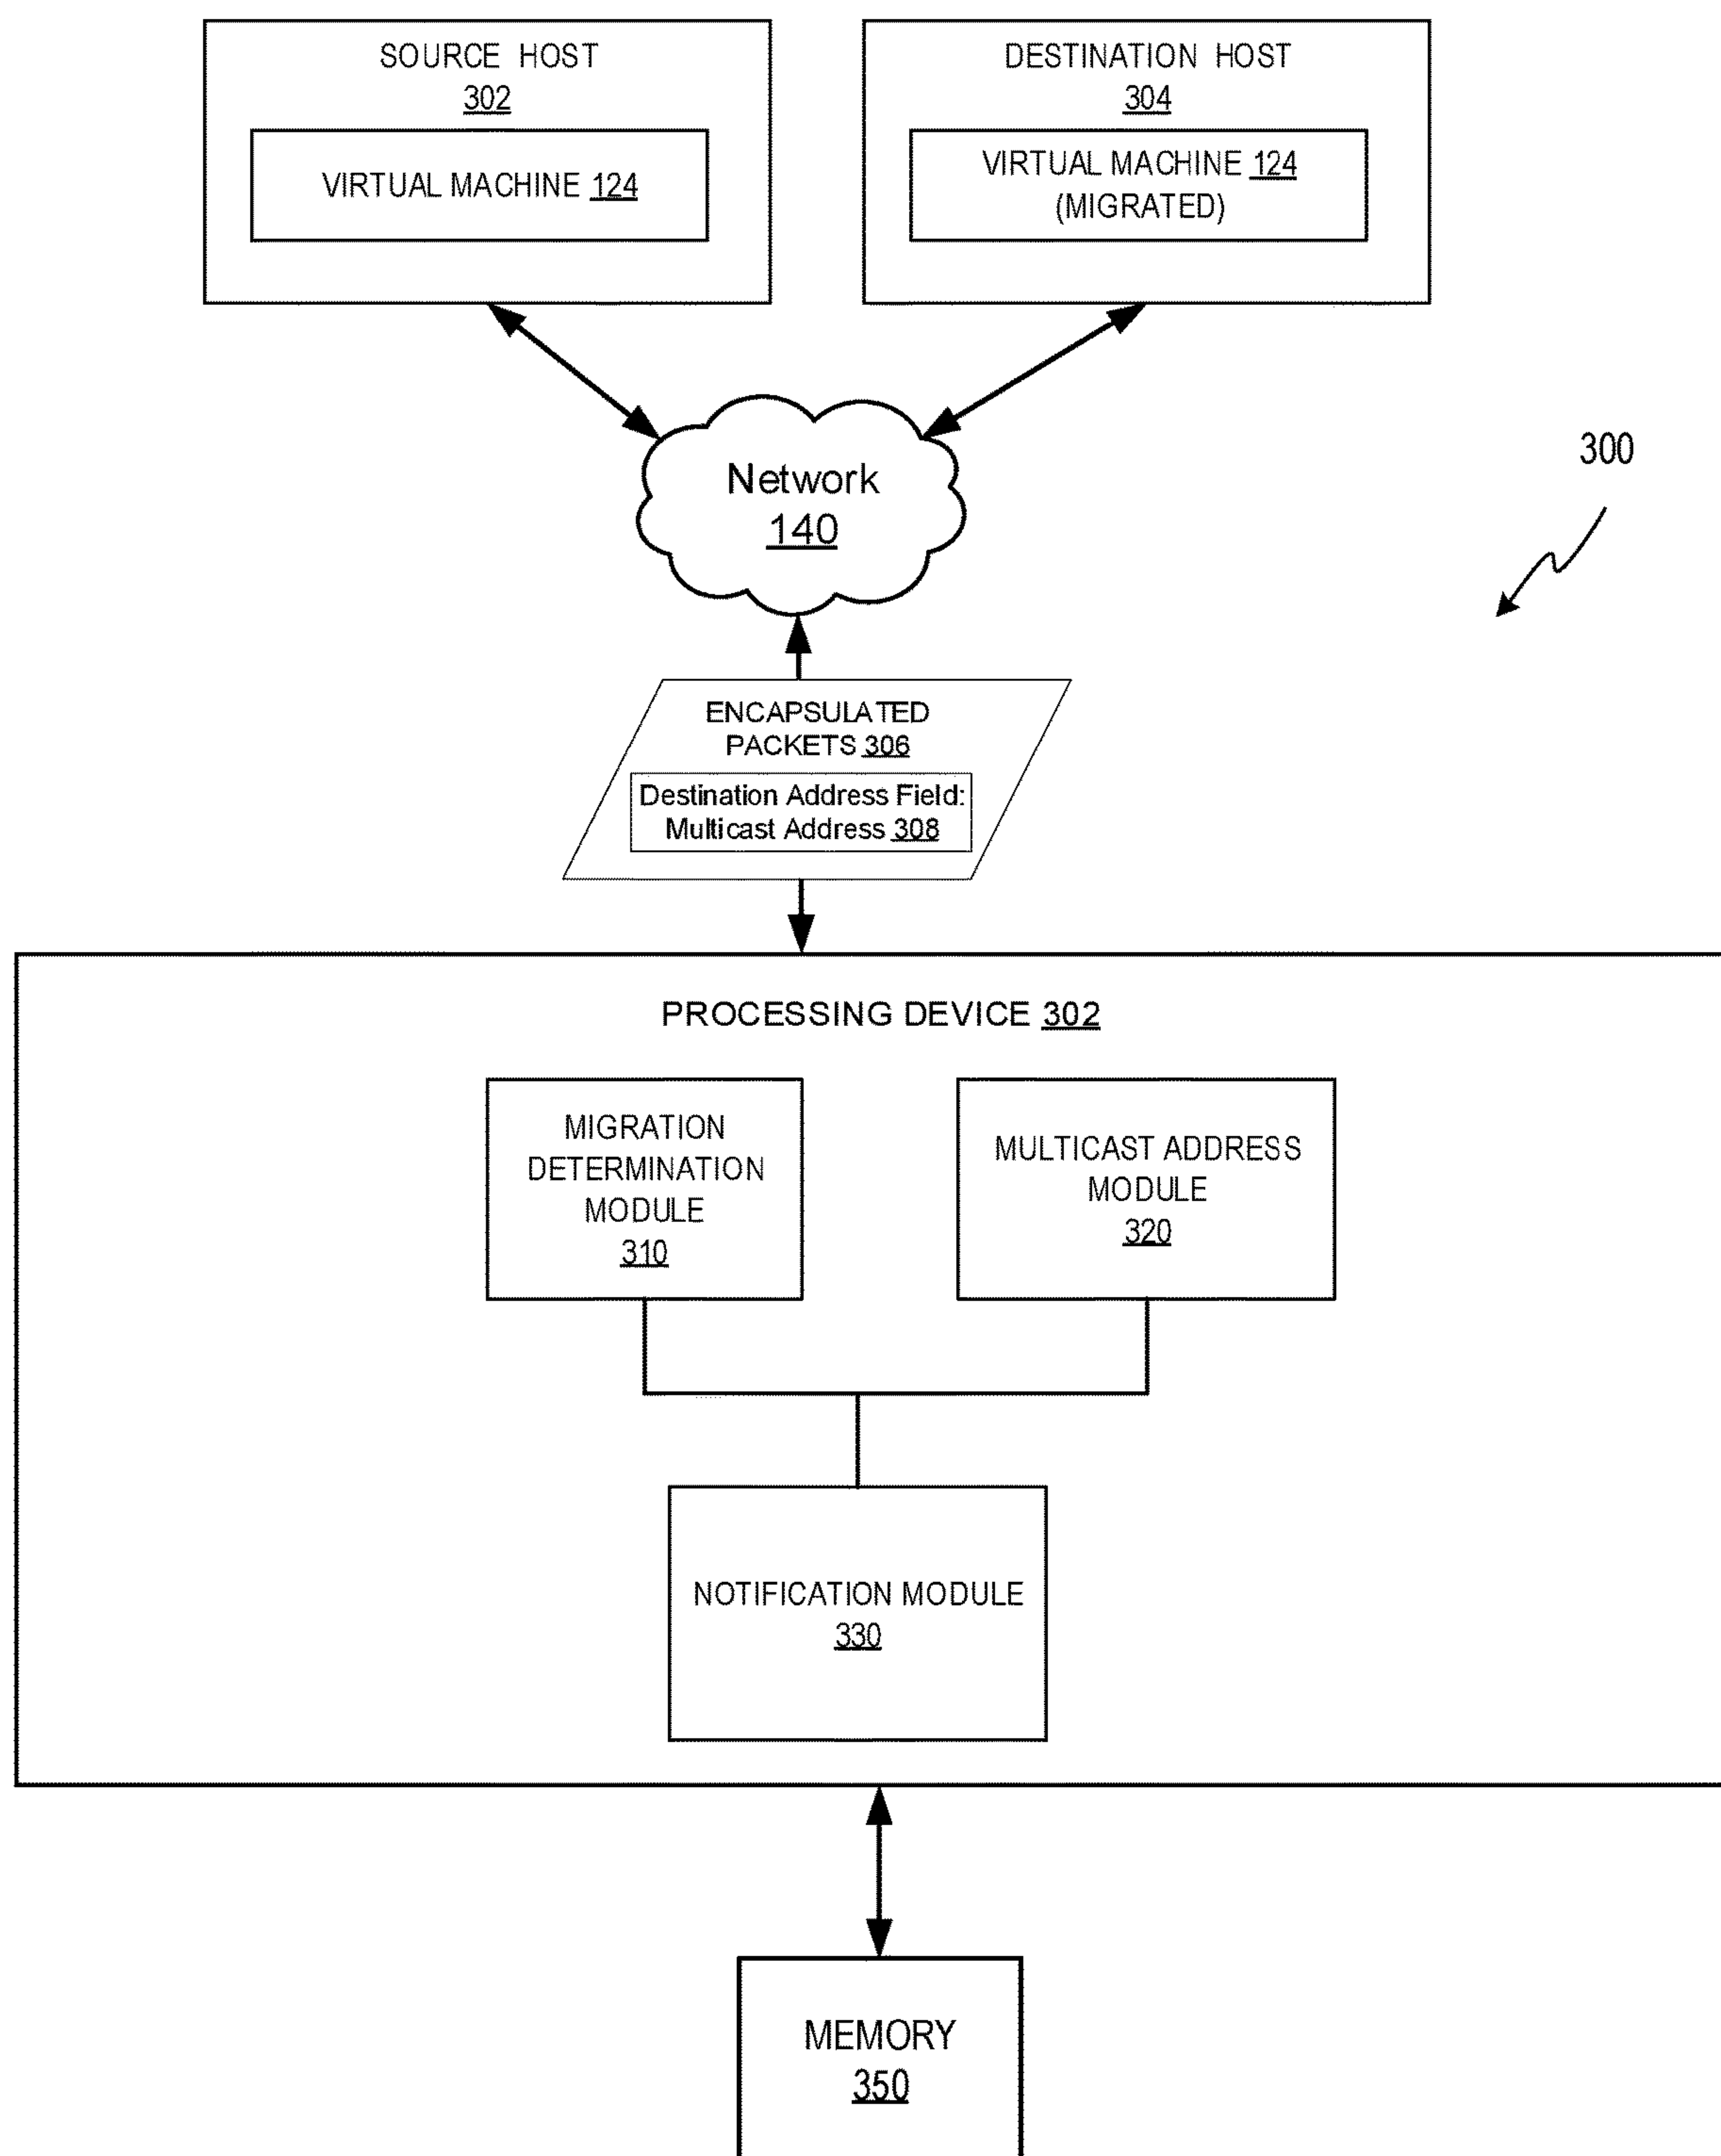 SOURCE HOST
302
VIRTUAL MACHINE 124
DESTINATION HOST
304
VIRTUAL MACHINE 124
(MIGRATED)
Network
140
300
ENCAPSULATED
PACKETS 306
Destination Address Field:
Multicast Address 308
PROCESSING DEVICE 302
MIGRATION
DETERMINATION
MODULE
310
MULTICAST ADDRESS
MODULE
320
NOTIFICATION MODULE
330
MEMORY
350